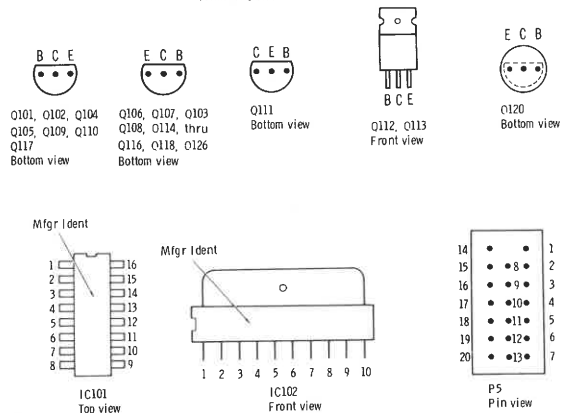 B C E
Q101, Q102, Q104
Q105, Q109, Q110
Q117
Bottom view
E C B
Q106, Q107, Q103
Q108, Q114, thru
Q116, Q118, Q126
Bottom view
C E B
Q111
Bottom view
B C E
Q112, Q113
Front view
E C B
Q120
Bottom view
Mfgr Ident
1 16
2 15
3 14
4 13
5 12
6 11
7 10
8 9
IC101
Top view
Mfgr Ident
1 2 3 4 5 6 7 8 9 10
IC102
Front view
14 1
15 8 2
16 9 3
17 10 4
18 11 5
19 12 6
20 13 7
P5
Pin view